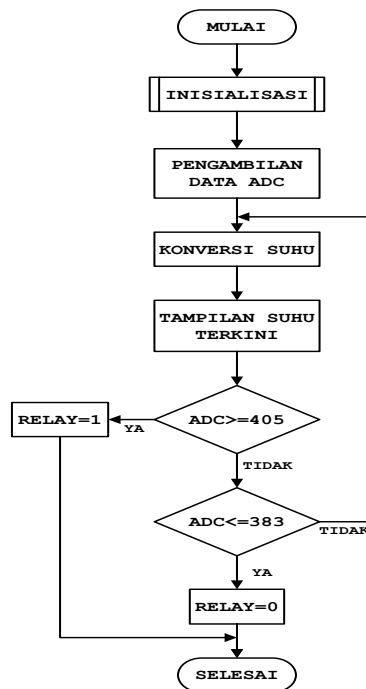 MULAI
INISIALISASI
PENGAMBILAN
DATA ADC
KONVERSI SUHU
TAMPILAN SUHU
TERKINI
ADC>=405
YA
RELAY=1
TIDAK
ADC<=383
TIDAK
YA
RELAY=0
SELESAI